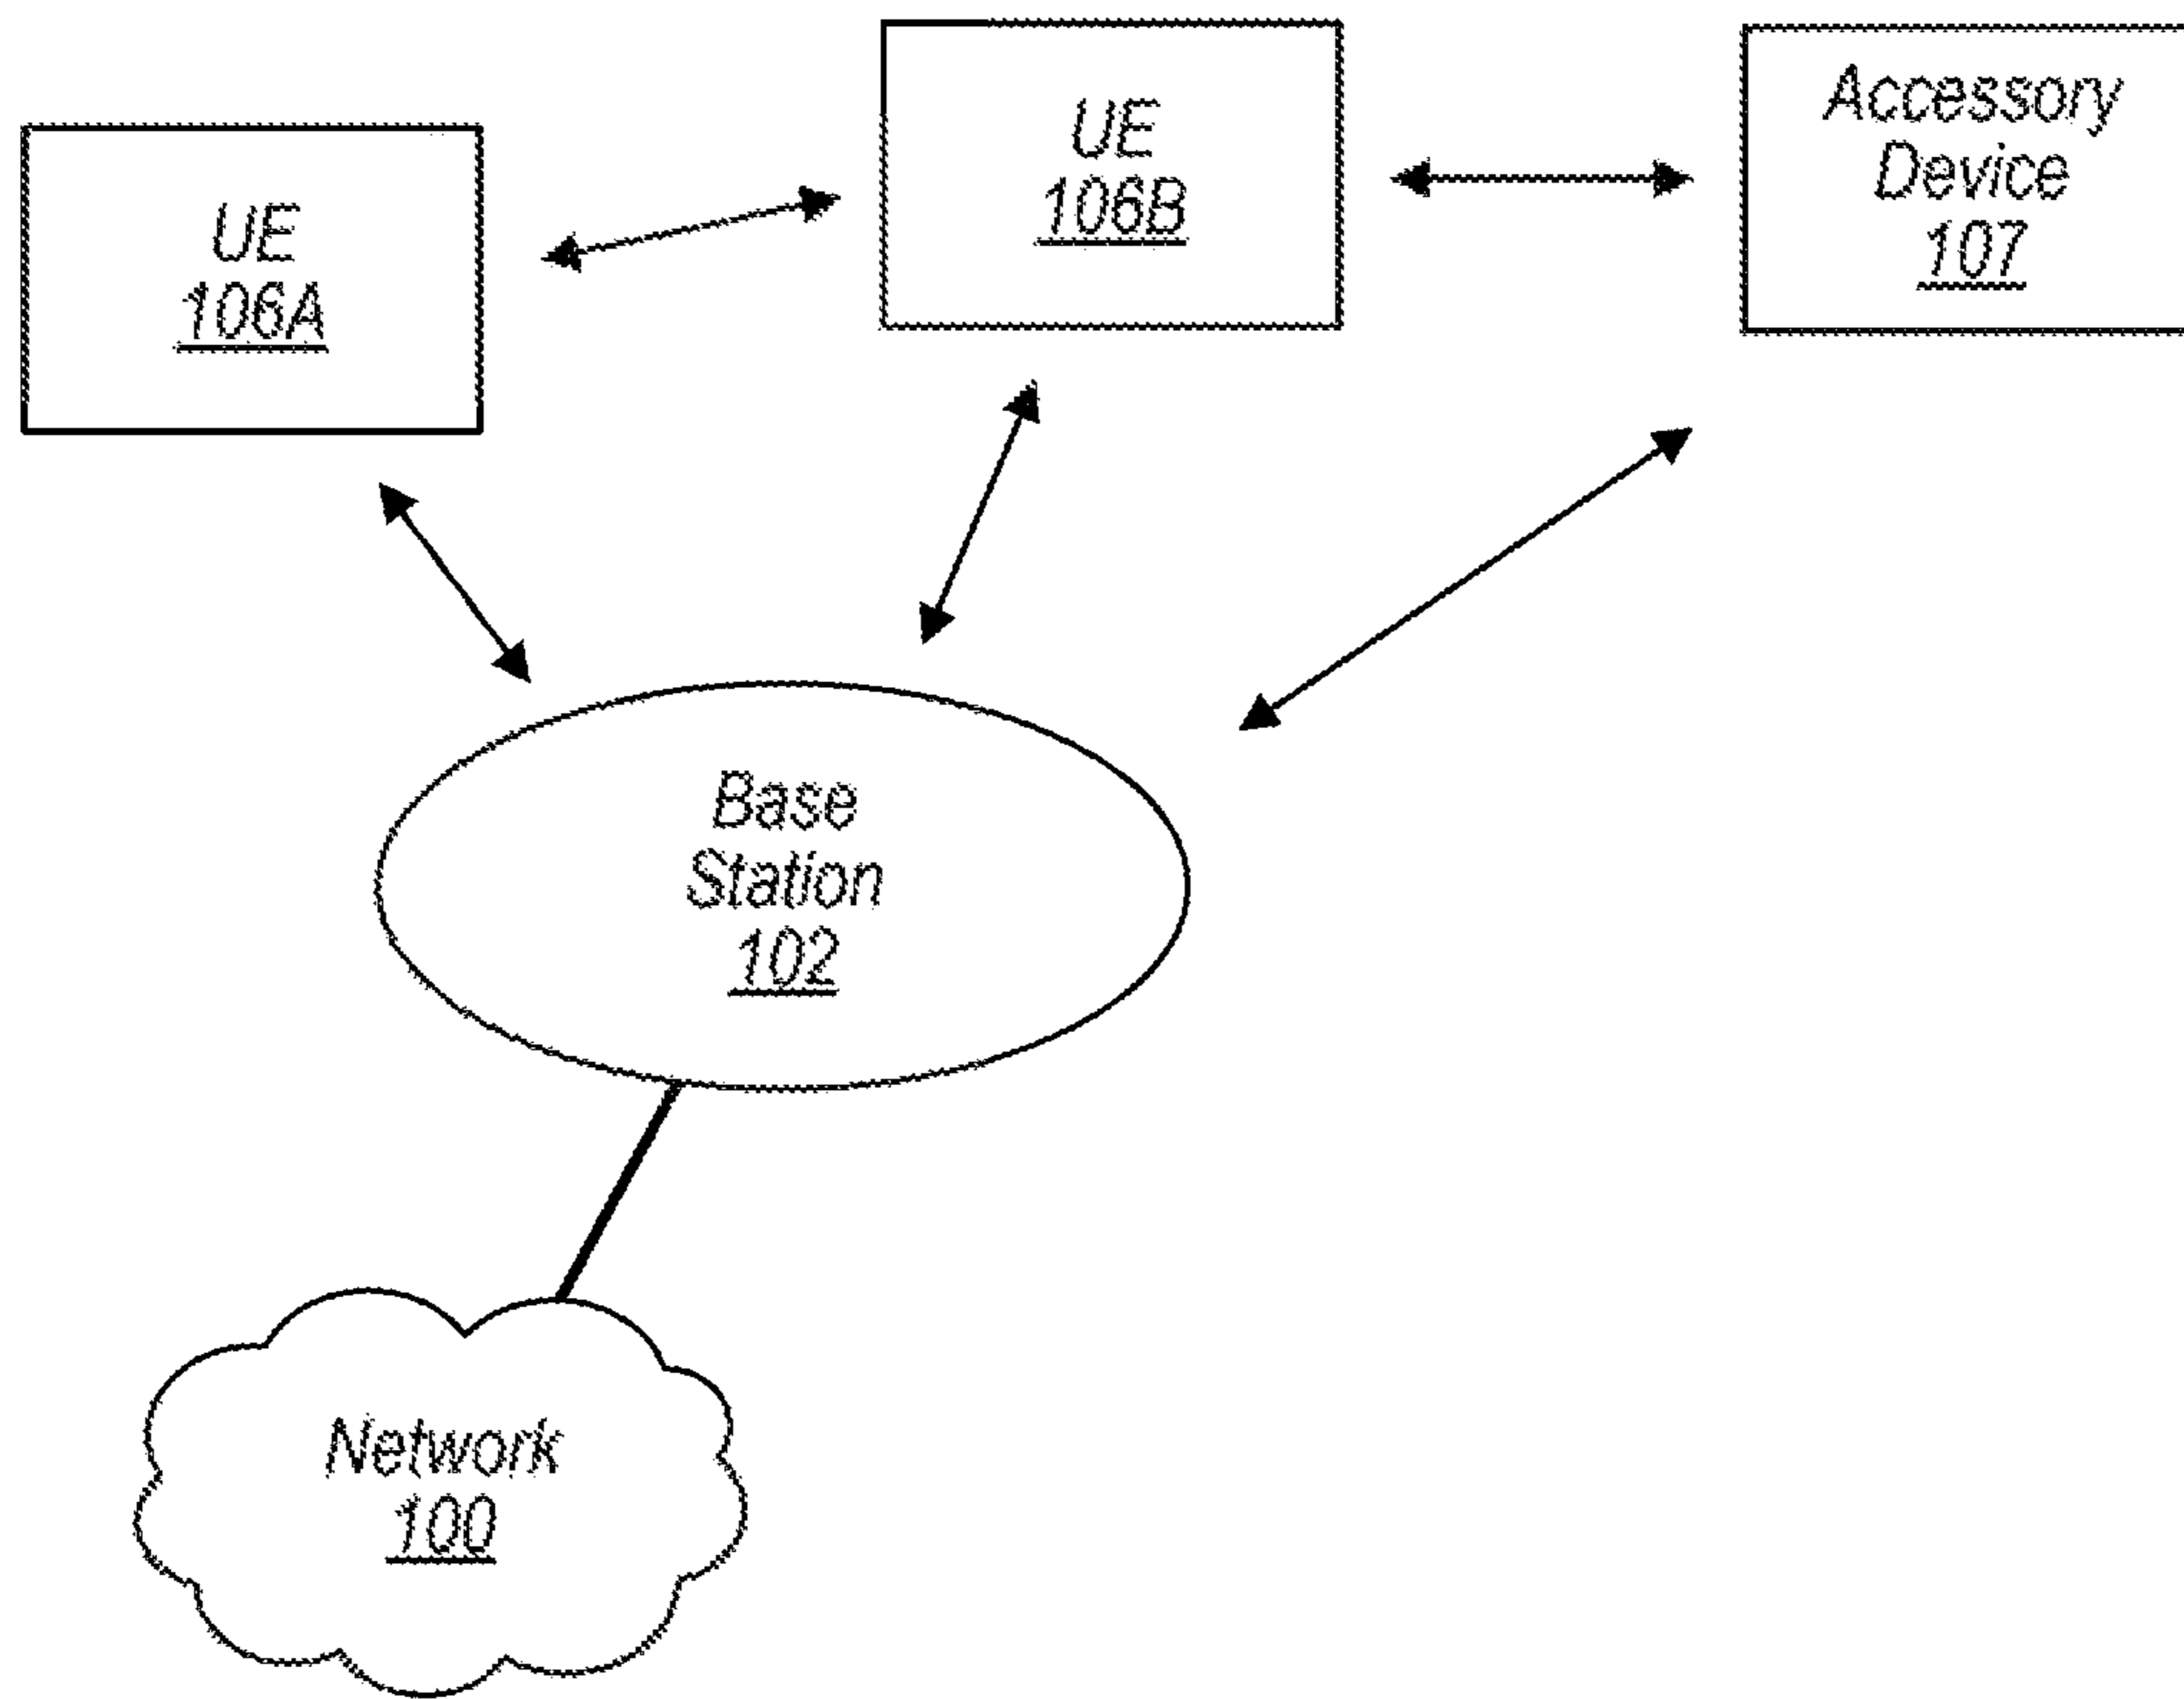 UE
106A
UE
106B
Accessory
Device
107
Base
Station
102
Network
100